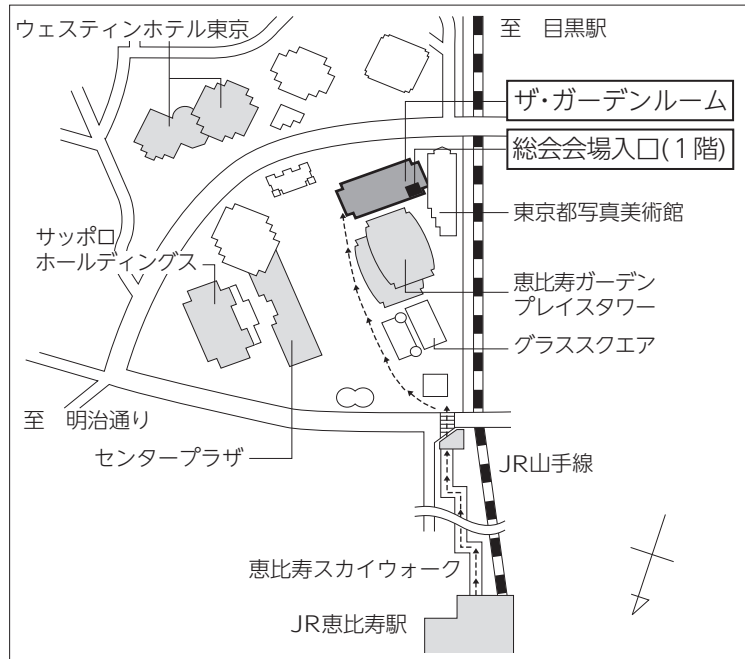 ウェスティンホテル東京
至 目黒駅
ザ・ガーデンルーム
総会会場入口(1階)
東京都写真美術館
サッポロ
ホールディングス
恵比寿ガーデン
プレイスタワー
グラススクエア
至 明治通り
センタープラザ
JR山手線
恵比寿スカイウォーク
JR恵比寿駅